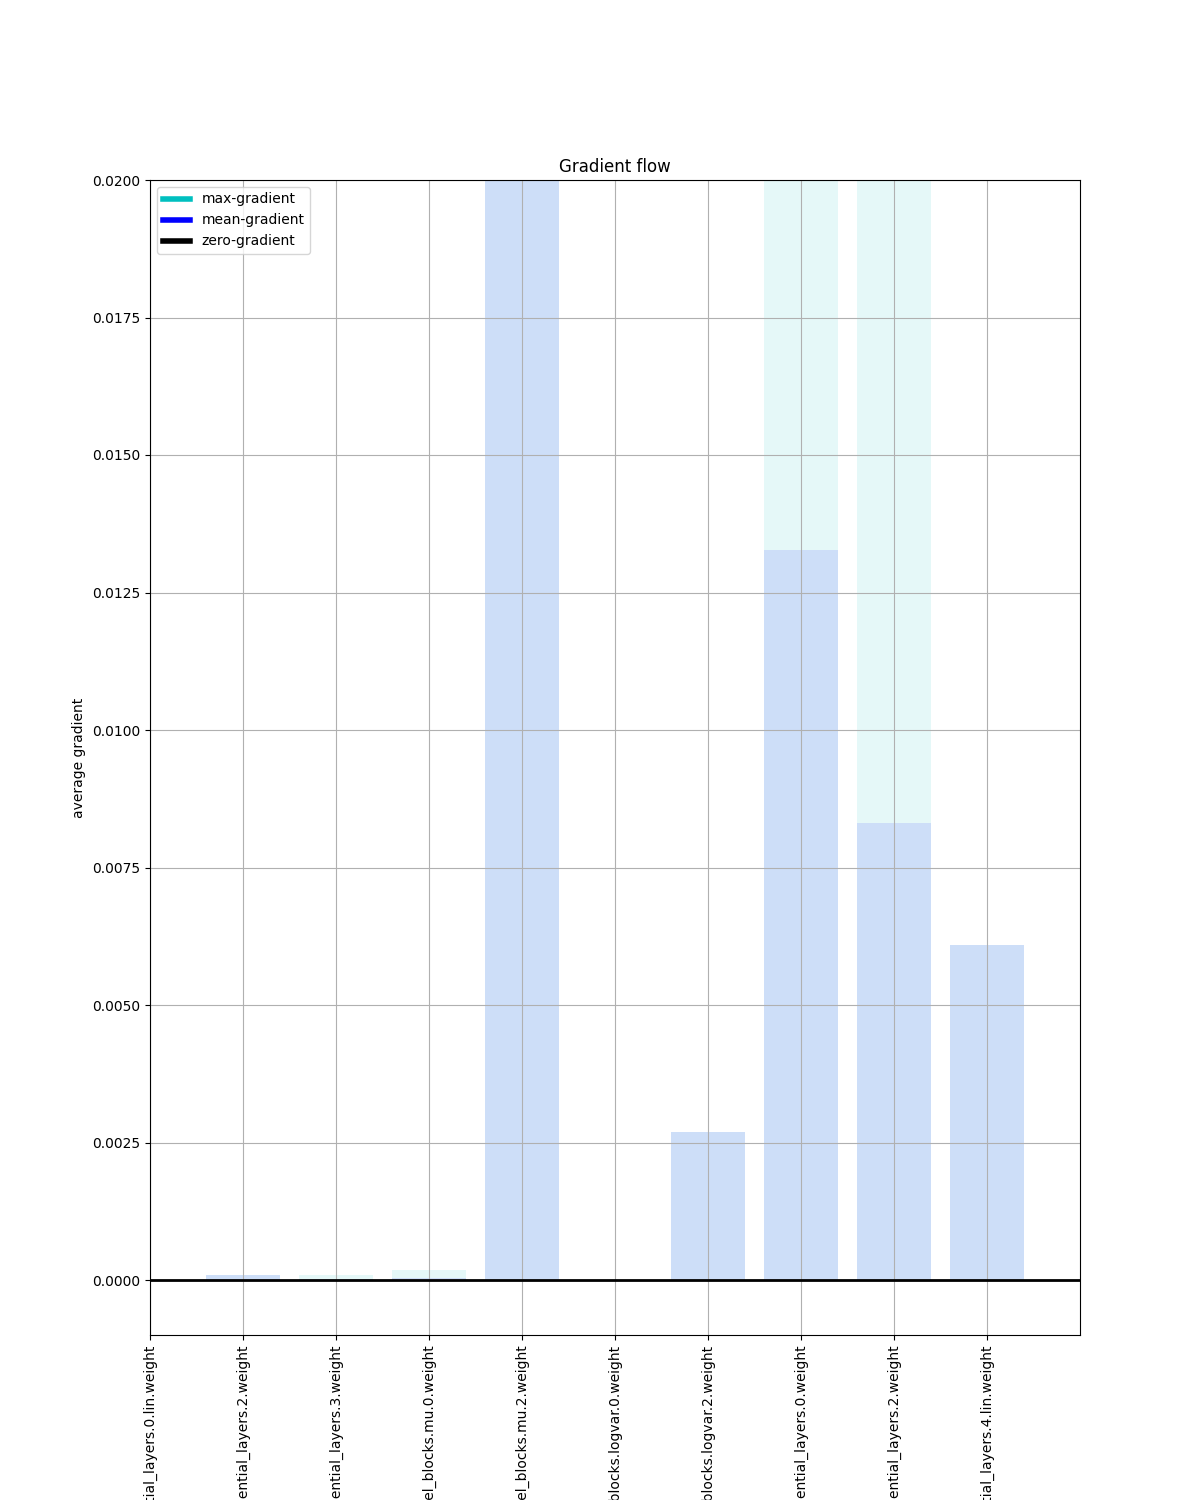 Gradient flow
max-gradient
mean-gradient
zero-gradient
0.0200
0.0175
0.0150
0.0125
0.0100
0.0075
0.0050
0.0025
0.0000
average gradient
tial_layers.0.lin.weight
ential_layers.2.weight
ential_layers.3.weight
el_blocks.mu.0.weight
el_blocks.mu.2.weight
blocks.logvar.0.weight
blocks.logvar.2.weight
ential_layers.0.weight
ential_layers.2.weight
tial_layers.4.lin.weight